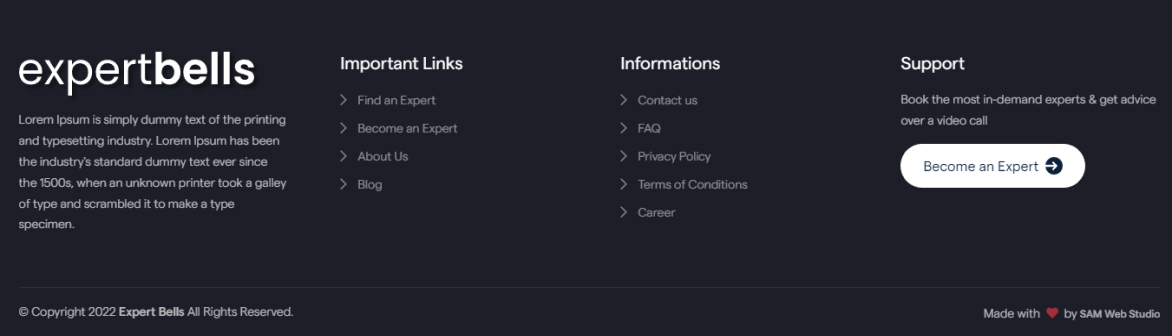 expertbells
Lorem Ipsum is simply dummy text of the printing
and typesetting industry. Lorem Ipsum has been
the industry's standard dummy text ever since
the 1500s, when an unknown printer took a galley
of type and scrambled it to make a type
specimen.
Important Links
Find an Expert
Become an Expert
About Us
Blog
Informations
Contact us
FAQ
Privacy Policy
Terms of Conditions
Career
Support
Book the most in-demand experts & get advice
over a video call
Become an Expert
© Copyright 2022 Expert Bells All Rights Reserved.
Made with ❤ by SAM Web Studio